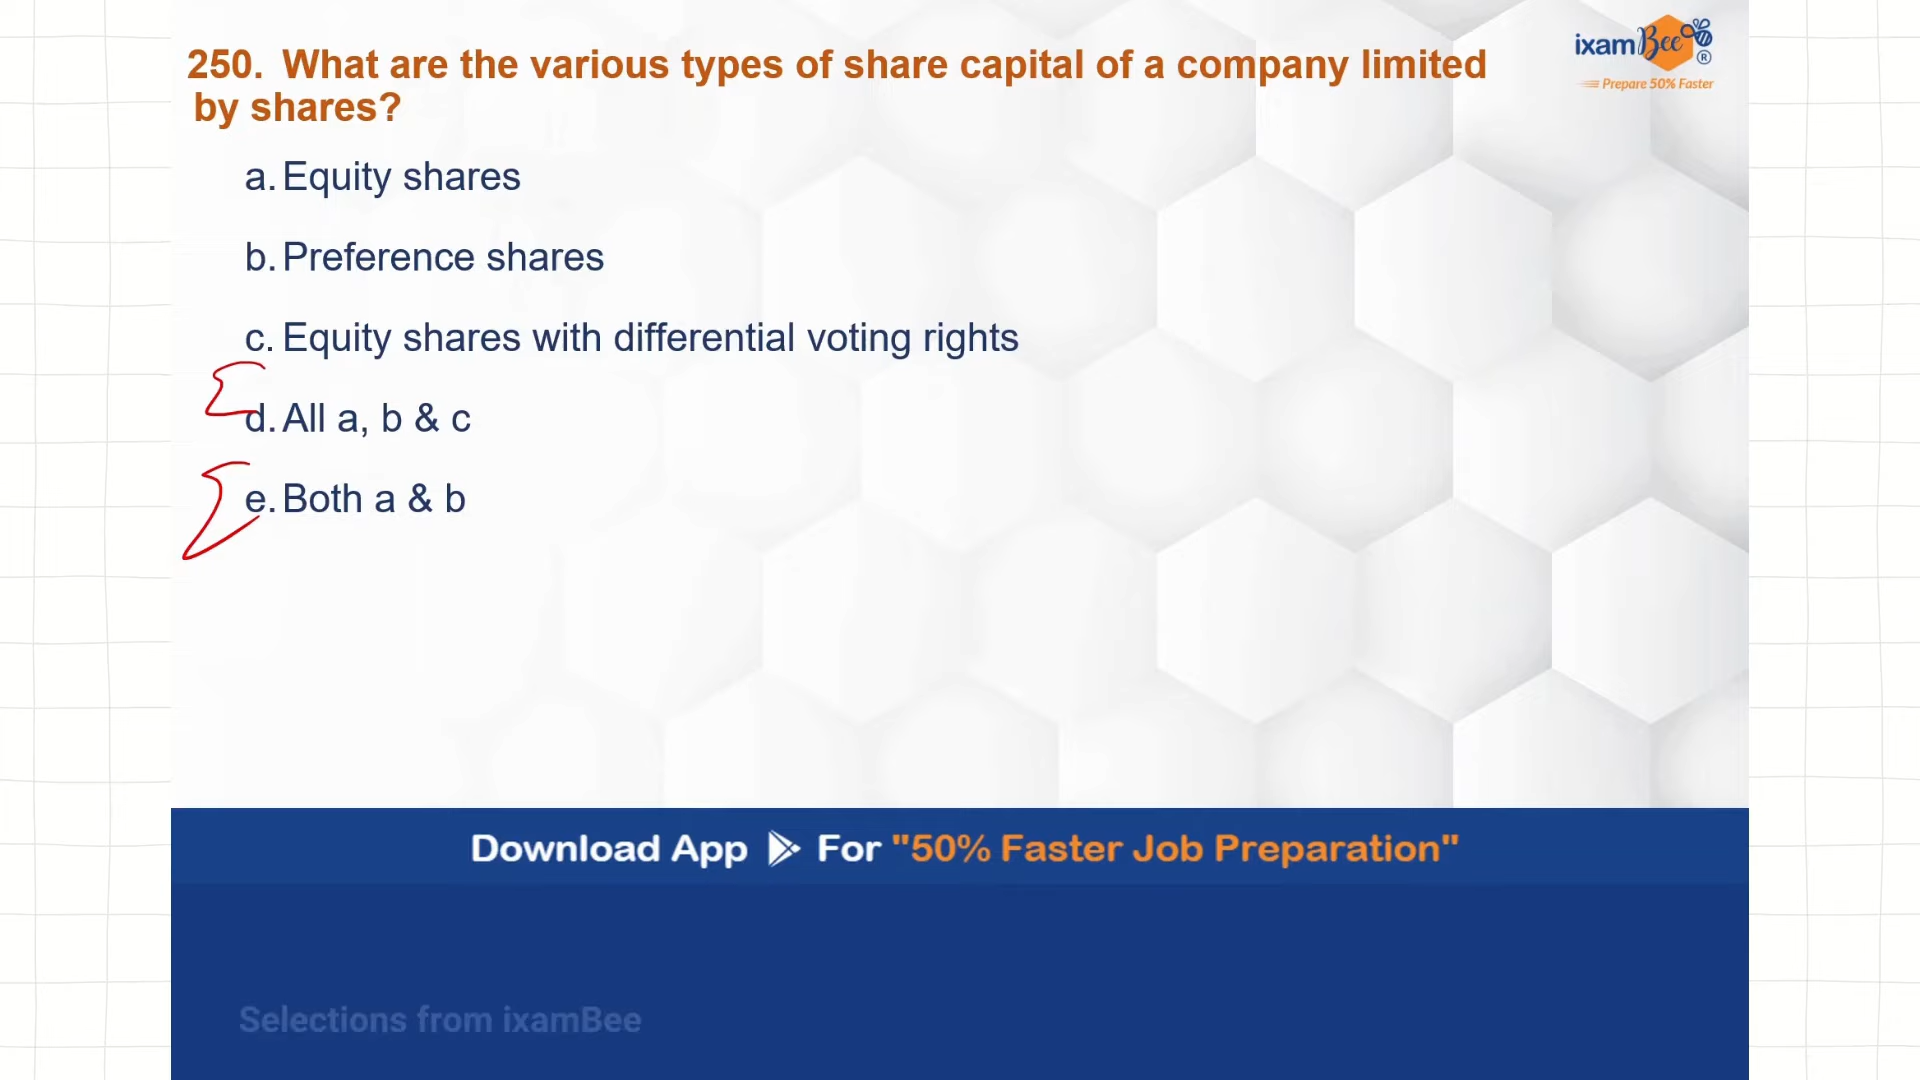 250. What are the various types of share capital of a company limited
by shares?
ixamBee®
Prepare 50% Faster
a. Equity shares
b. Preference shares
c. Equity shares with differential voting rights
d. All a, b & c
e. Both a & b
Download App For "50% Faster Job Preparation"
Selections from ixamBee